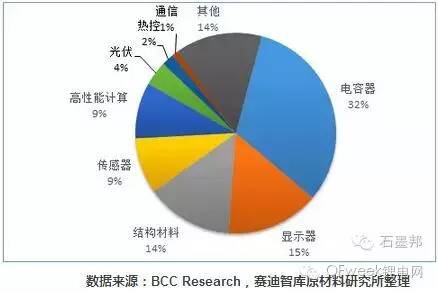 通信
1%
其他
14%
热控
2%
光伏
4%
高性能计算
9%
传感器
9%
结构材料
14%
显示器
15%
电容器
32%
石墨邦
OFweek锂电网
数据来源：BCC Research，赛迪智库原材料研究所整理